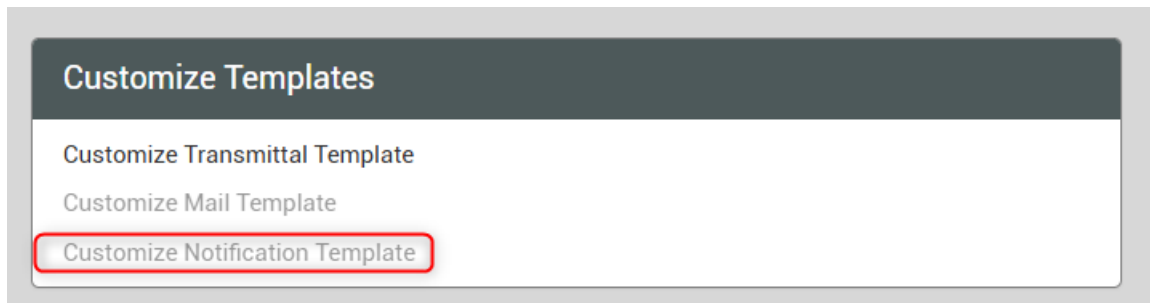 Customize Templates
Customize Transmittal Template
Customize Mail Template
Customize Notification Template